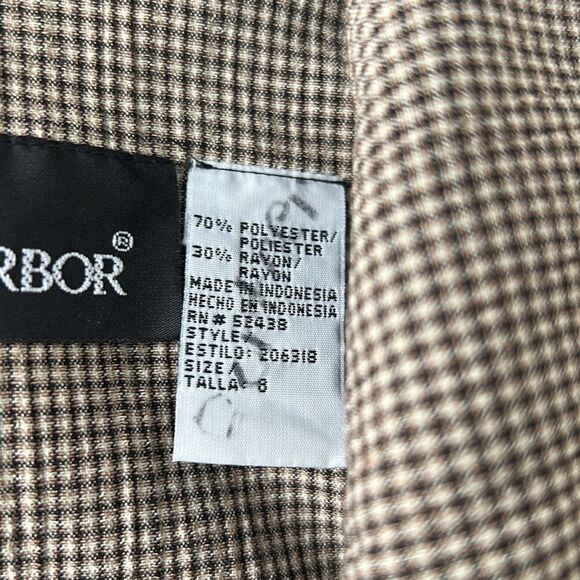 RBOR®
70% POLYESTER/
POLIESTER
30% RAYON/
RAYON
MADE IN INDONESIA
HECHO EN INDONESIA
RN# 52438
STYLE/
ESTILO: 206318
SIZE/
TALLA: 8